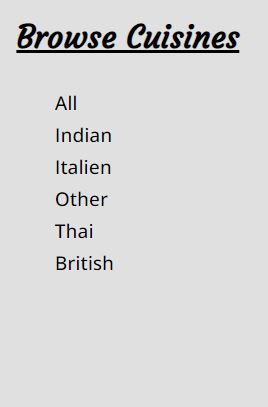 Browse Cuisines
All
Indian
Italien
Other
Thai
British